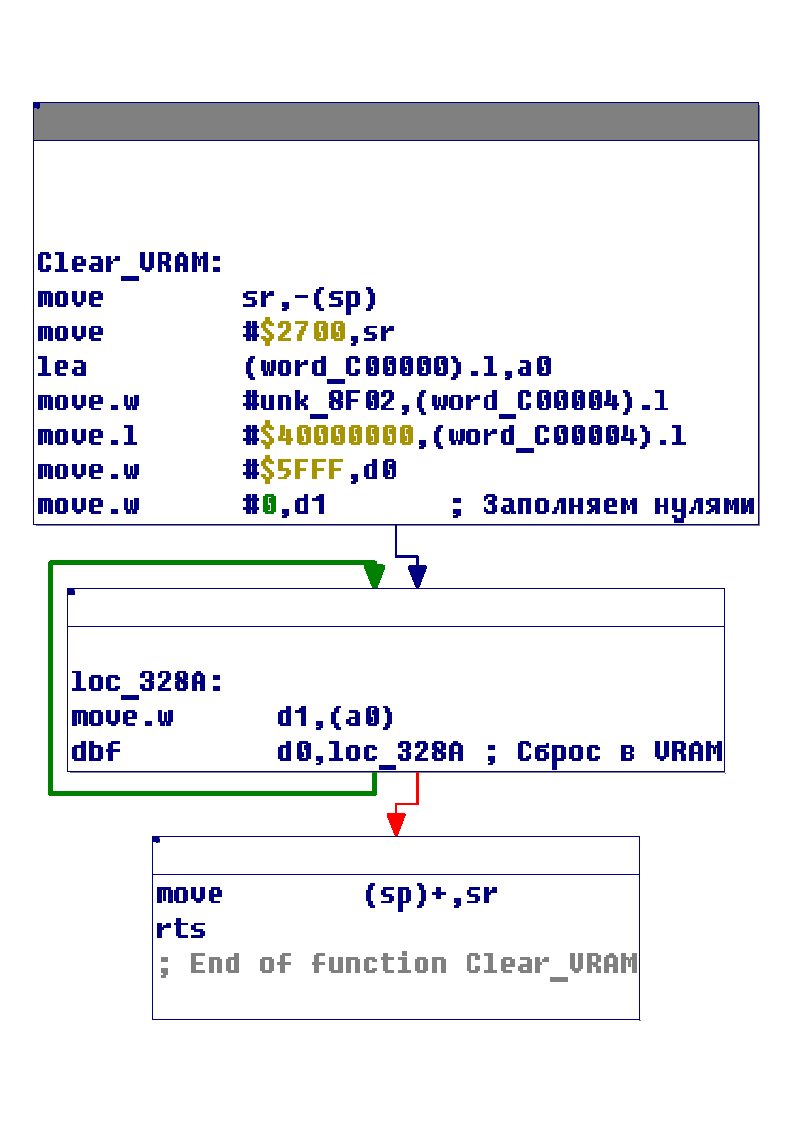 Clear_VRAM:
move sr,-(sp)
move #$2700,sr
lea (word_C00000).l,a0
move.w #unk_8F02,(word_C00004).l
move.l #$40000000,(word_C00004).l
move.w #$5FFF,d0
move.w #0,d1 ; Заполняем нулями
loc_328A:
move.w d1,(a0)
dbf d0,loc_328A ; Сброс в VRAM
move (sp)+,sr
rts
; End of function Clear_VRAM